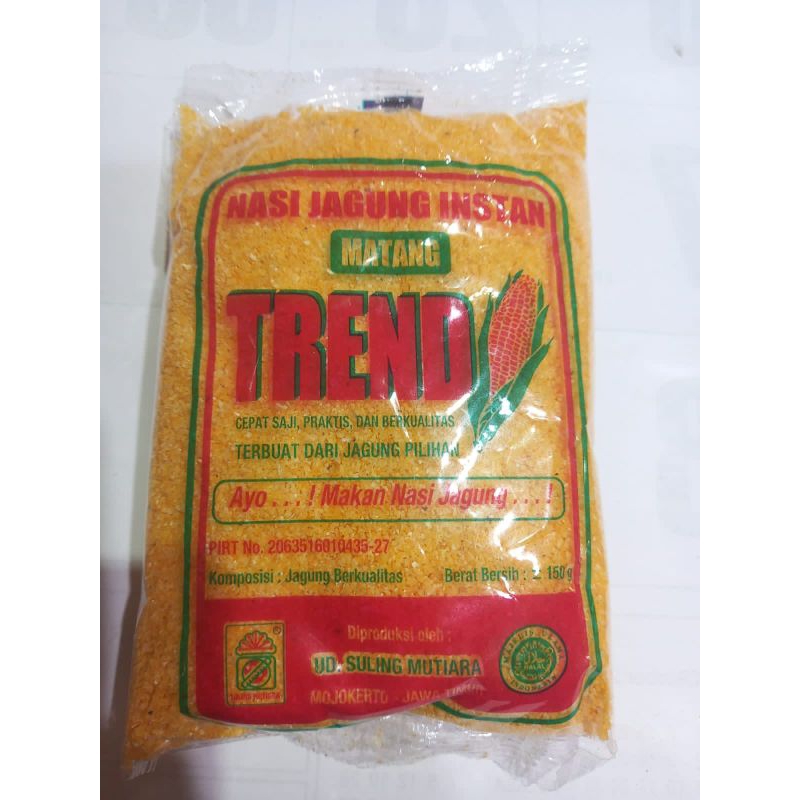 NASI JAGUNG INSTAN
MATANG
TREND
CEPAT SAJI, PRAKTIS, DAN BERKUALITAS
TERBUAT DARI JAGUNG PILIHAN
Ayo . . . ! Makan Nasi Jagung . . . !
PIRT No. 2063516010435-27
Komposisi : Jagung Berkualitas Berat Bersih : ± 150 g
Diproduksi oleh :
UD. SULING MUTIARA
MOJOKERTO - JAWA TIMUR
HALAL